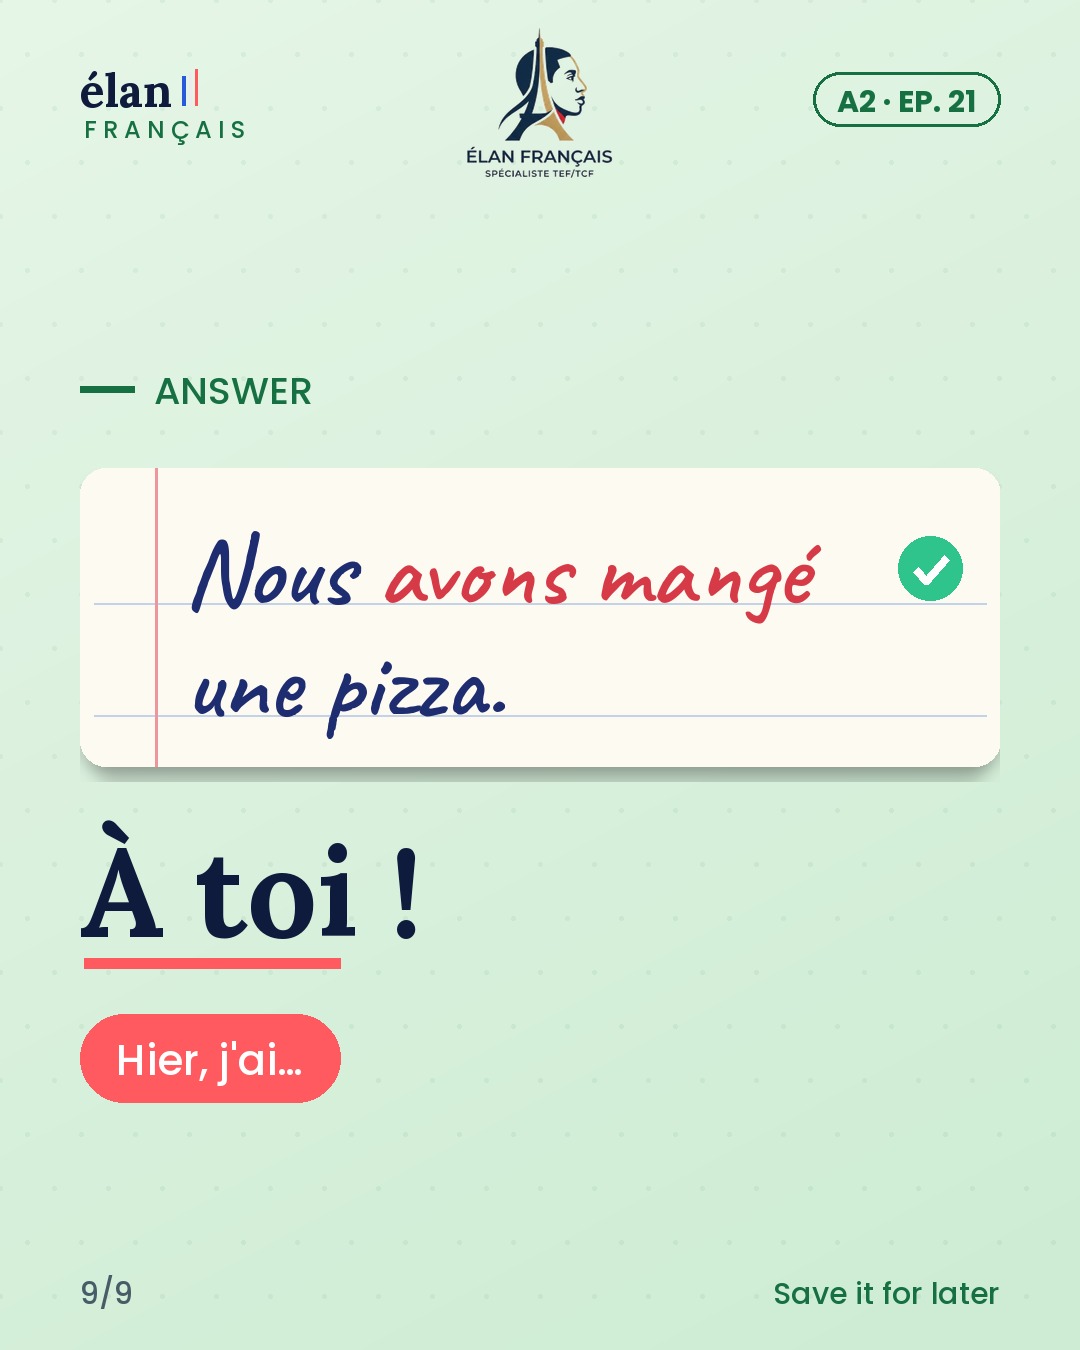 élan
FRANÇAIS
ÉLAN FRANÇAIS
SPÉCIALISTE TEF/TCF
A2 · EP. 21
ANSWER
Nous avons mangé
une pizza.
À toi !
Hier, j'ai...
9/9
Save it for later